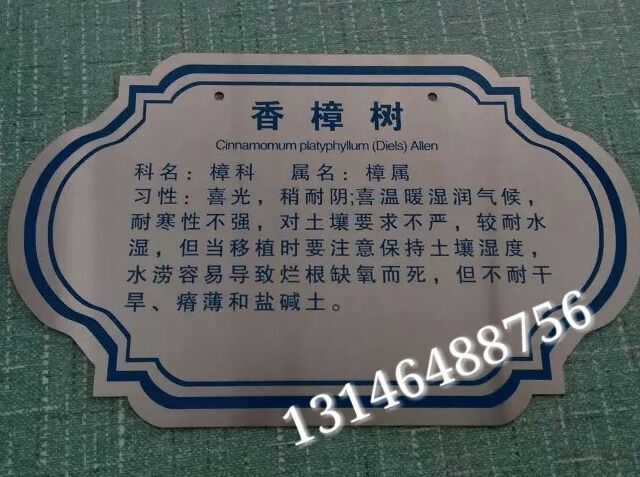 香樟树
Cinnamomum platyphyllum (Diels) Allen
科名：樟科 属名：樟属
习性：喜光，稍耐阴;喜温暖湿润气候，
耐寒性不强，对土壤要求不严，较耐水
湿，但当移植时要注意保持土壤湿度，
水涝容易导致烂根缺氧而死，但不耐干
旱、瘠薄和盐碱土。
13146488756